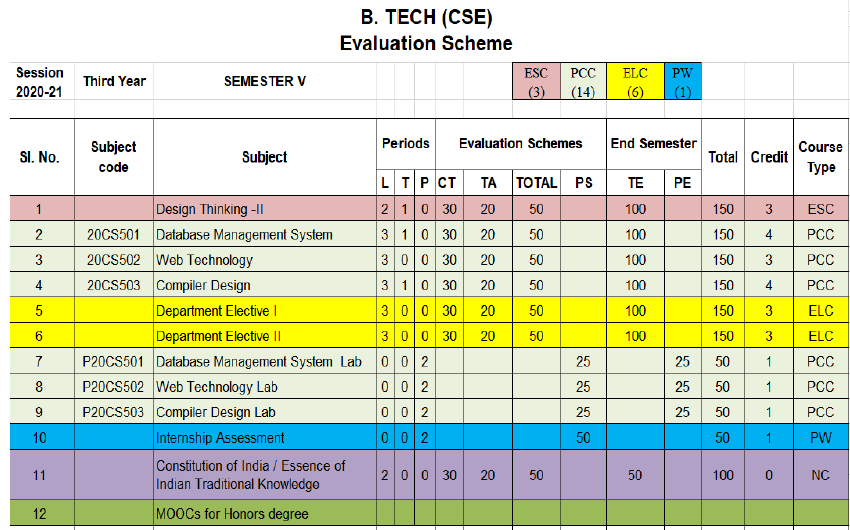 B. TECH (CSE)
Evaluation Scheme
Session 2020-21 Third Year SEMESTER V ESC (3) PCC (14) ELC (6) PW (1)
Sl. No. Subject code Subject Periods Evaluation Schemes End Semester Total Credit Course Type
L T P CT TA TOTAL PS TE PE
1 Design Thinking -II 2 1 0 30 20 50 100 150 3 ESC
2 20CS501 Database Management System 3 1 0 30 20 50 100 150 4 PCC
3 20CS502 Web Technology 3 0 0 30 20 50 100 150 3 PCC
4 20CS503 Compiler Design 3 1 0 30 20 50 100 150 4 PCC
5 Department Elective I 3 0 0 30 20 50 100 150 3 ELC
6 Department Elective II 3 0 0 30 20 50 100 150 3 ELC
7 P20CS501 Database Management System Lab 0 0 2 25 25 50 1 PCC
8 P20CS502 Web Technology Lab 0 0 2 25 25 50 1 PCC
9 P20CS503 Compiler Design Lab 0 0 2 25 25 50 1 PCC
10 Internship Assessment 0 0 2 50 50 1 PW
11 Constitution of India / Essence of Indian Traditional Knowledge 2 0 0 30 20 50 50 100 0 NC
12 MOOCs for Honors degree